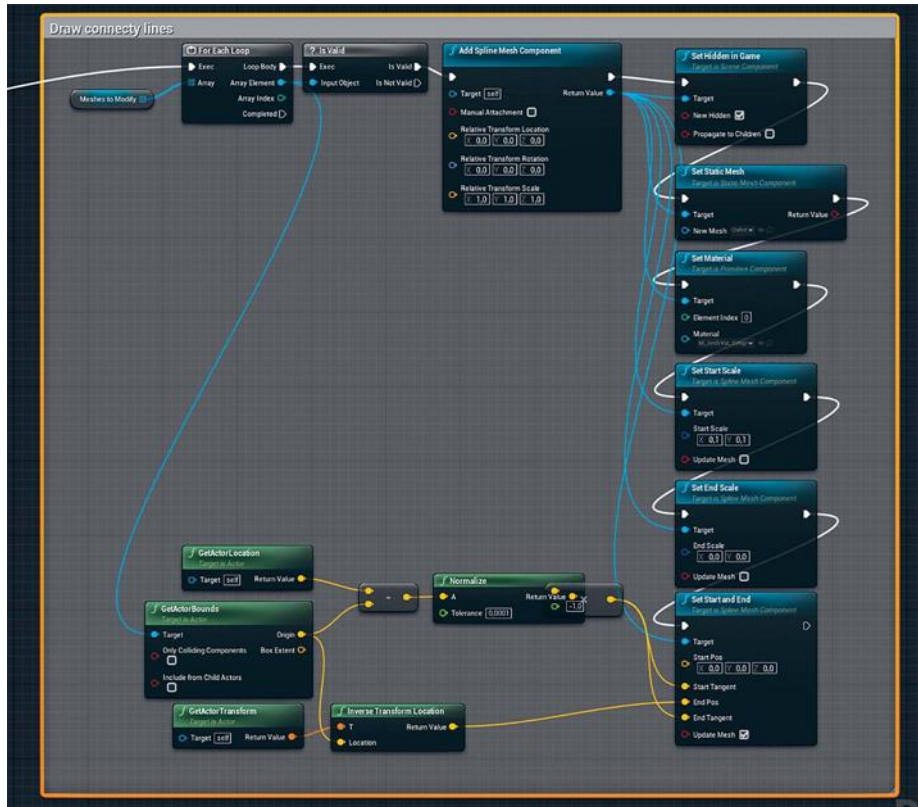 Draw connecty lines
For Each Loop
Exec Loop Body
Array Array Element
Array Index
Completed
Meshes to Modify
? Is Valid
Exec Is Valid
Input Object Is Not Valid
f Add Spline Mesh Component
Target self Return Value
Manual Attachment
Relative Transform Location
X 0,0 Y 0,0 Z 0,0
Relative Transform Rotation
X 0,0 Y 0,0 Z 0,0
Relative Transform Scale
X 1,0 Y 1,0 Z 1,0
f Set Hidden in Game
Target is Scene Component
Target
New Hidden
Propagate to Children
f Set Static Mesh
Target is Static Mesh Component
Target Return Value
New Mesh
f Set Material
Target is Primitive Component
Target
Element Index 0
Material
f Set Start Scale
Target is Spline Mesh Component
Target
Start Scale
X 0,1 Y 0,1
Update Mesh
f Set End Scale
Target is Spline Mesh Component
Target
End Scale
X 0,0 Y 0,0
Update Mesh
f GetActorLocation
Target is Actor
Target self Return Value
f GetActorBounds
Target is Actor
Target Origin
Only Colliding Components Box Extent
Include from Child Actors
f GetActorTransform
Target is Actor
Target self Return Value
-
f Normalize
A Return Value
Tolerance 0,0001
-1,0
×
f Inverse Transform Location
T Return Value
Location
f Set Start and End
Target is Spline Mesh Component
Target
Start Pos
X 0,0 Y 0,0 Z 0,0
Start Tangent
End Pos
End Tangent
Update Mesh